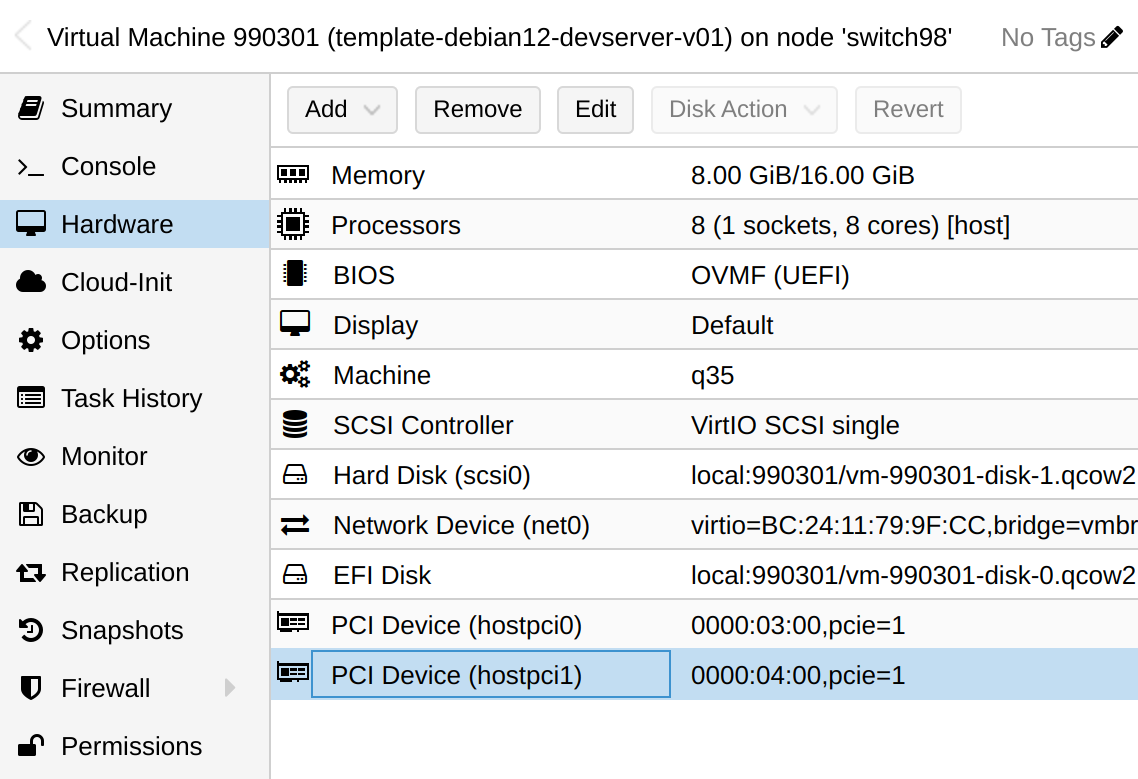 Virtual Machine 990301 (template-debian12-devserver-v01) on node 'switch98' No Tags
Summary
Console
Hardware
Cloud-Init
Options
Task History
Monitor
Backup
Replication
Snapshots
Firewall
Permissions
Add Remove Edit Disk Action Revert
Memory 8.00 GiB/16.00 GiB
Processors 8 (1 sockets, 8 cores) [host]
BIOS OVMF (UEFI)
Display Default
Machine q35
SCSI Controller VirtIO SCSI single
Hard Disk (scsi0) local:990301/vm-990301-disk-1.qcow2
Network Device (net0) virtio=BC:24:11:79:9F:CC,bridge=vmbr
EFI Disk local:990301/vm-990301-disk-0.qcow2
PCI Device (hostpci0) 0000:03:00,pcie=1
PCI Device (hostpci1) 0000:04:00,pcie=1